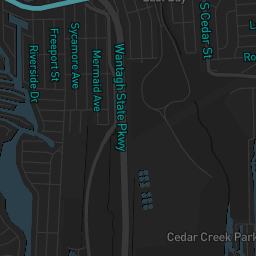 S Cedar St
Riverside Dr
Freeport St
Sycamore Ave
Mermaid Ave
Wantagh State Pkwy
Cedar Creek Park